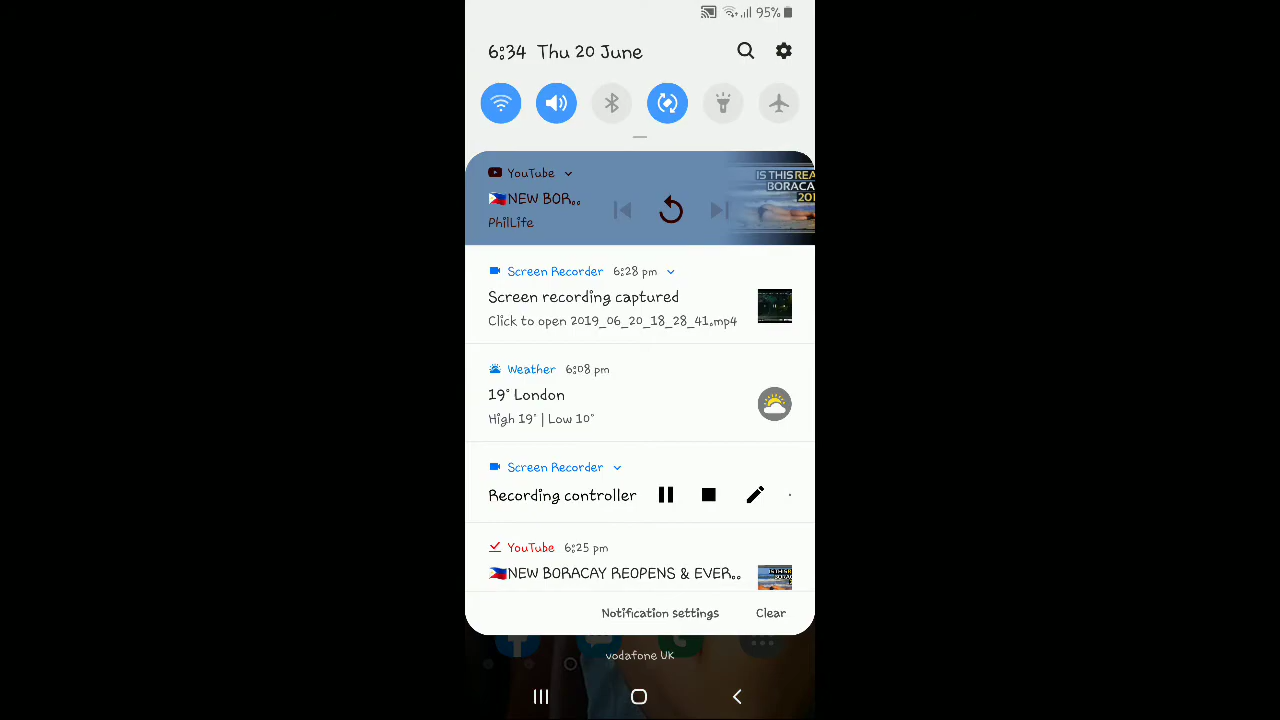 95%
6:34 Thu 20 June
YouTube
🇵🇭NEW BOR..
PhilLife
IS THIS REA
BORACA
201
Screen Recorder 6:28 pm
Screen recording captured
Click to open 2019_06_20_18_28_41.mp4
Weather 6:08 pm
19° London
High 19° | Low 10°
Screen Recorder
Recording controller
YouTube 6:25 pm
🇵🇭NEW BORACAY REOPENS & EVER..
Notification settings Clear
vodafone UK